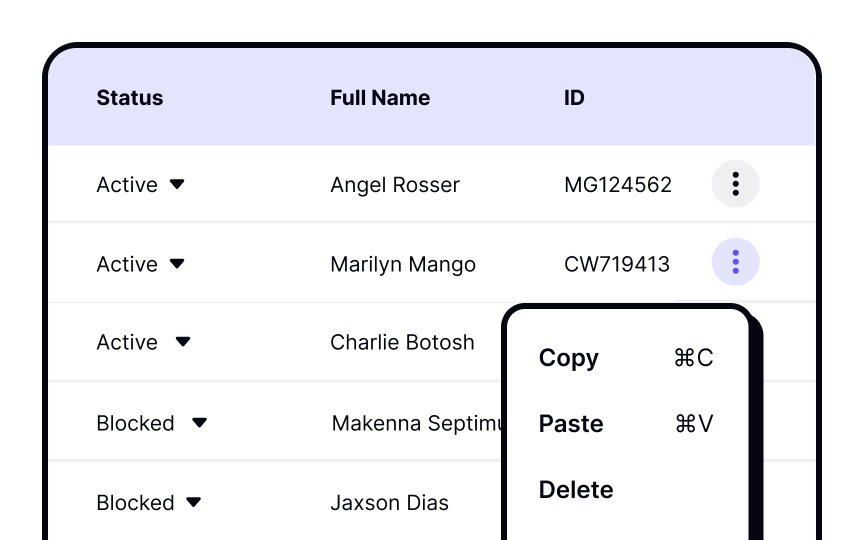 Status Full Name ID
Active Angel Rosser MG124562
Active Marilyn Mango CW719413
Active Charlie Botosh
Copy ⌘C
Blocked Makenna
Paste ⌘V
Delete
Blocked Jaxson Dias